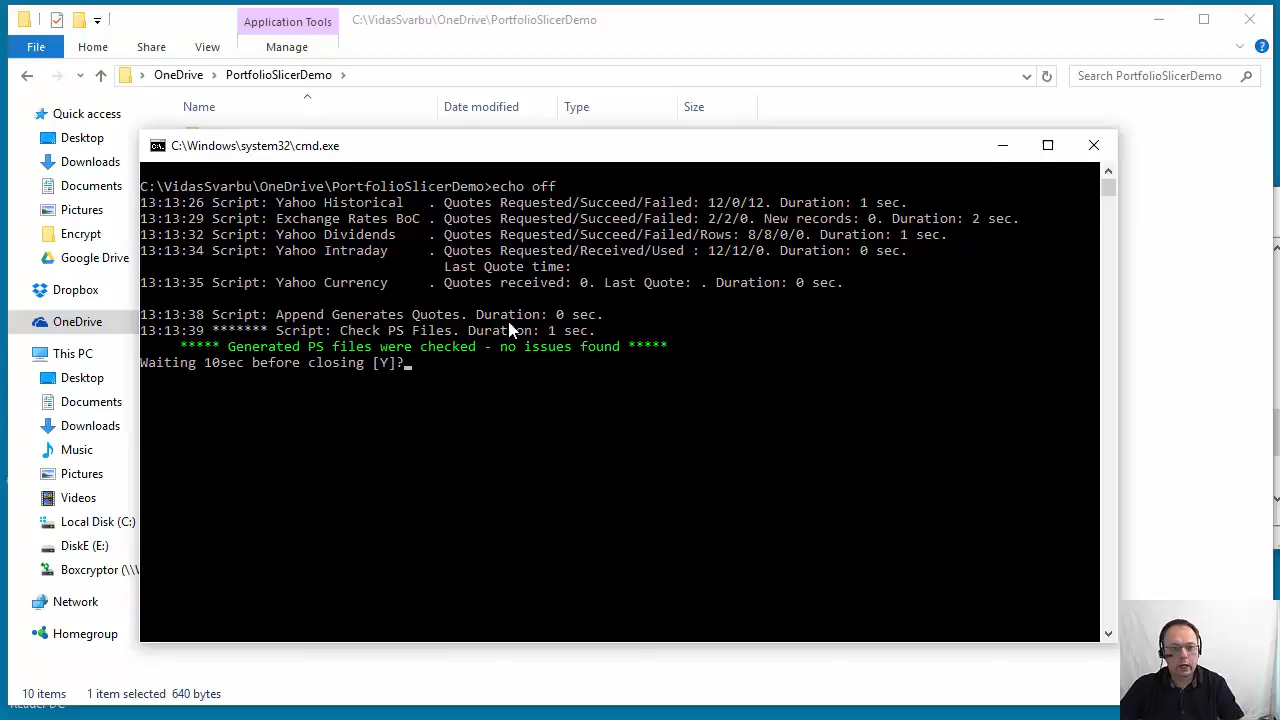 Application Tools
C:\VidasSvarbu\OneDrive\PortfolioSlicerDemo
File Home Share View Manage
OneDrive PortfolioSlicerDemo
Search PortfolioSlicerDemo
Name Date modified Type Size
Quick access
Desktop
Downloads
Pictures
Encrypt
Google Drive
Dropbox
OneDrive
This PC
Desktop
Documents
Downloads
Music
Pictures
Videos
Local Disk (C:)
DiskE (E:)
Boxcryptor (\\\
Network
Homegroup
C:\Windows\system32\cmd.exe
C:\VidasSvarbu\OneDrive\PortfolioSlicerDemo>echo off
13:13:26 Script: Yahoo Historical . Quotes Requested/Succeed/Failed: 12/0/12. Duration: 1 sec.
13:13:29 Script: Exchange Rates BoC . Quotes Requested/Succeed/Failed: 2/2/0. New records: 0. Duration: 2 sec.
13:13:32 Script: Yahoo Dividends . Quotes Requested/Succeed/Failed/Rows: 8/8/0/0. Duration: 1 sec.
13:13:34 Script: Yahoo Intraday . Quotes Requested/Received/Used : 12/12/0. Duration: 0 sec.
Last Quote time:
13:13:35 Script: Yahoo Currency . Quotes received: 0. Last Quote: . Duration: 0 sec.
13:13:38 Script: Append Generates Quotes. Duration: 0 sec.
13:13:39 ******* Script: Check PS Files. Duration: 1 sec.
***** Generated PS files were checked - no issues found *****
Waiting 10sec before closing [Y]?
10 items 1 item selected 640 bytes